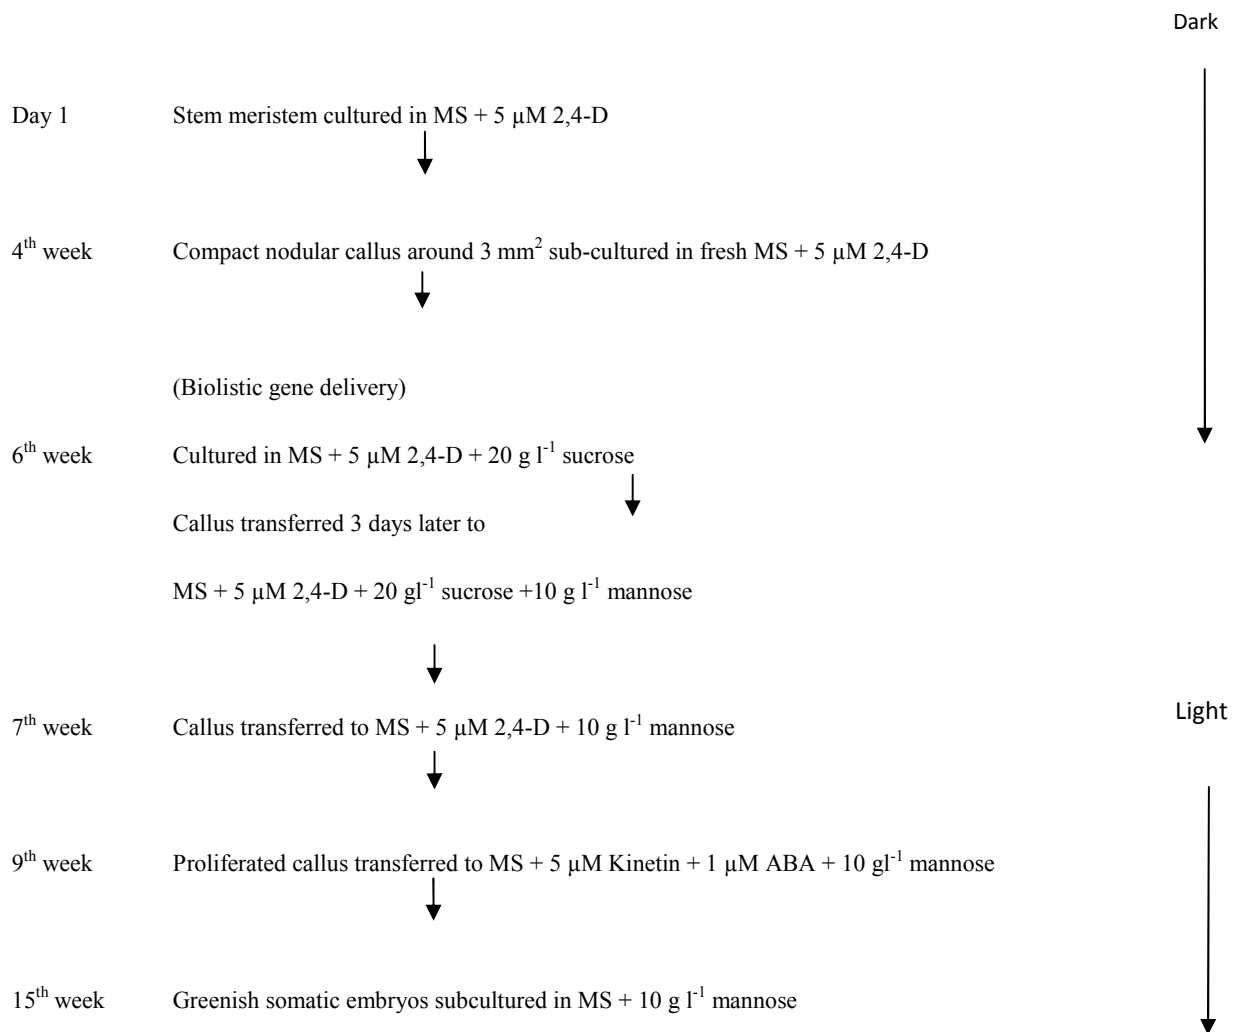 Dark
Day 1 Stem meristem cultured in MS + 5 µM 2,4-D
4th week Compact nodular callus around 3 mm2 sub-cultured in fresh MS + 5 µM 2,4-D
(Biolistic gene delivery)
6th week Cultured in MS + 5 µM 2,4-D + 20 g l-1 sucrose
Callus transferred 3 days later to
MS + 5 µM 2,4-D + 20 gl-1 sucrose +10 g l-1 mannose
7th week Callus transferred to MS + 5 µM 2,4-D + 10 g l-1 mannose
Light
9th week Proliferated callus transferred to MS + 5 µM Kinetin + 1 µM ABA + 10 gl-1 mannose
15th week Greenish somatic embryos subcultured in MS + 10 g l-1 mannose